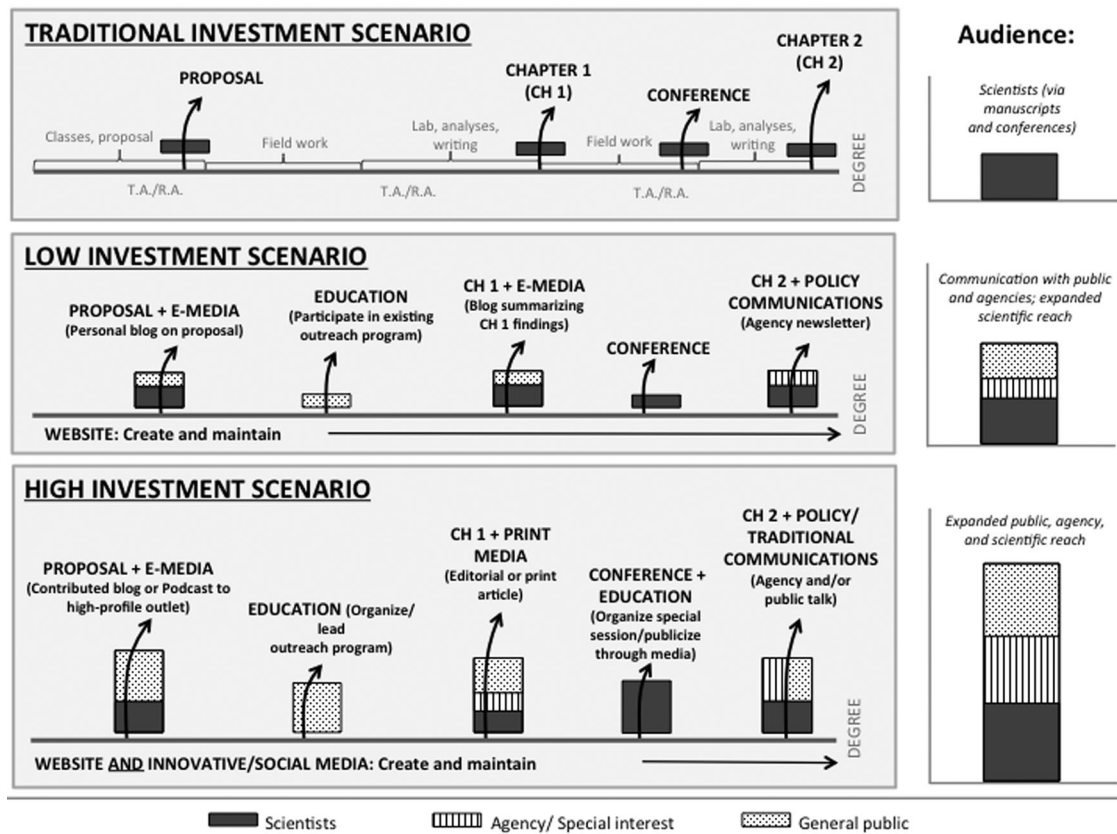 TRADITIONAL INVESTMENT SCENARIO
PROPOSAL
CHAPTER 1
(CH 1)
CONFERENCE
CHAPTER 2
(CH 2)
Classes, proposal
Field work
Lab, analyses,
writing
Field work
Lab, analyses,
writing
T.A./R.A.
T.A./R.A.
T.A./R.A.
DEGREE
Audience:
Scientists (via
manuscripts
and conferences)
LOW INVESTMENT SCENARIO
PROPOSAL + E-MEDIA
(Personal blog on proposal)
EDUCATION
(Participate in existing
outreach program)
CH 1 + E-MEDIA
(Blog summarizing
CH 1 findings)
CONFERENCE
CH 2 + POLICY
COMMUNICATIONS
(Agency newsletter)
DEGREE
WEBSITE: Create and maintain
Communication with public
and agencies; expanded
scientific reach
HIGH INVESTMENT SCENARIO
PROPOSAL + E-MEDIA
(Contributed blog or Podcast to
high-profile outlet)
EDUCATION (Organize/
lead
outreach program)
CH 1 + PRINT
MEDIA
(Editorial or print
article)
CONFERENCE +
EDUCATION
(Organize special
session/publicize
through media)
CH 2 + POLICY/
TRADITIONAL
COMMUNICATIONS
(Agency and/or
public talk)
DEGREE
WEBSITE AND INNOVATIVE/SOCIAL MEDIA: Create and maintain
Expanded public, agency,
and scientific reach
Scientists
Agency/ Special interest
General public